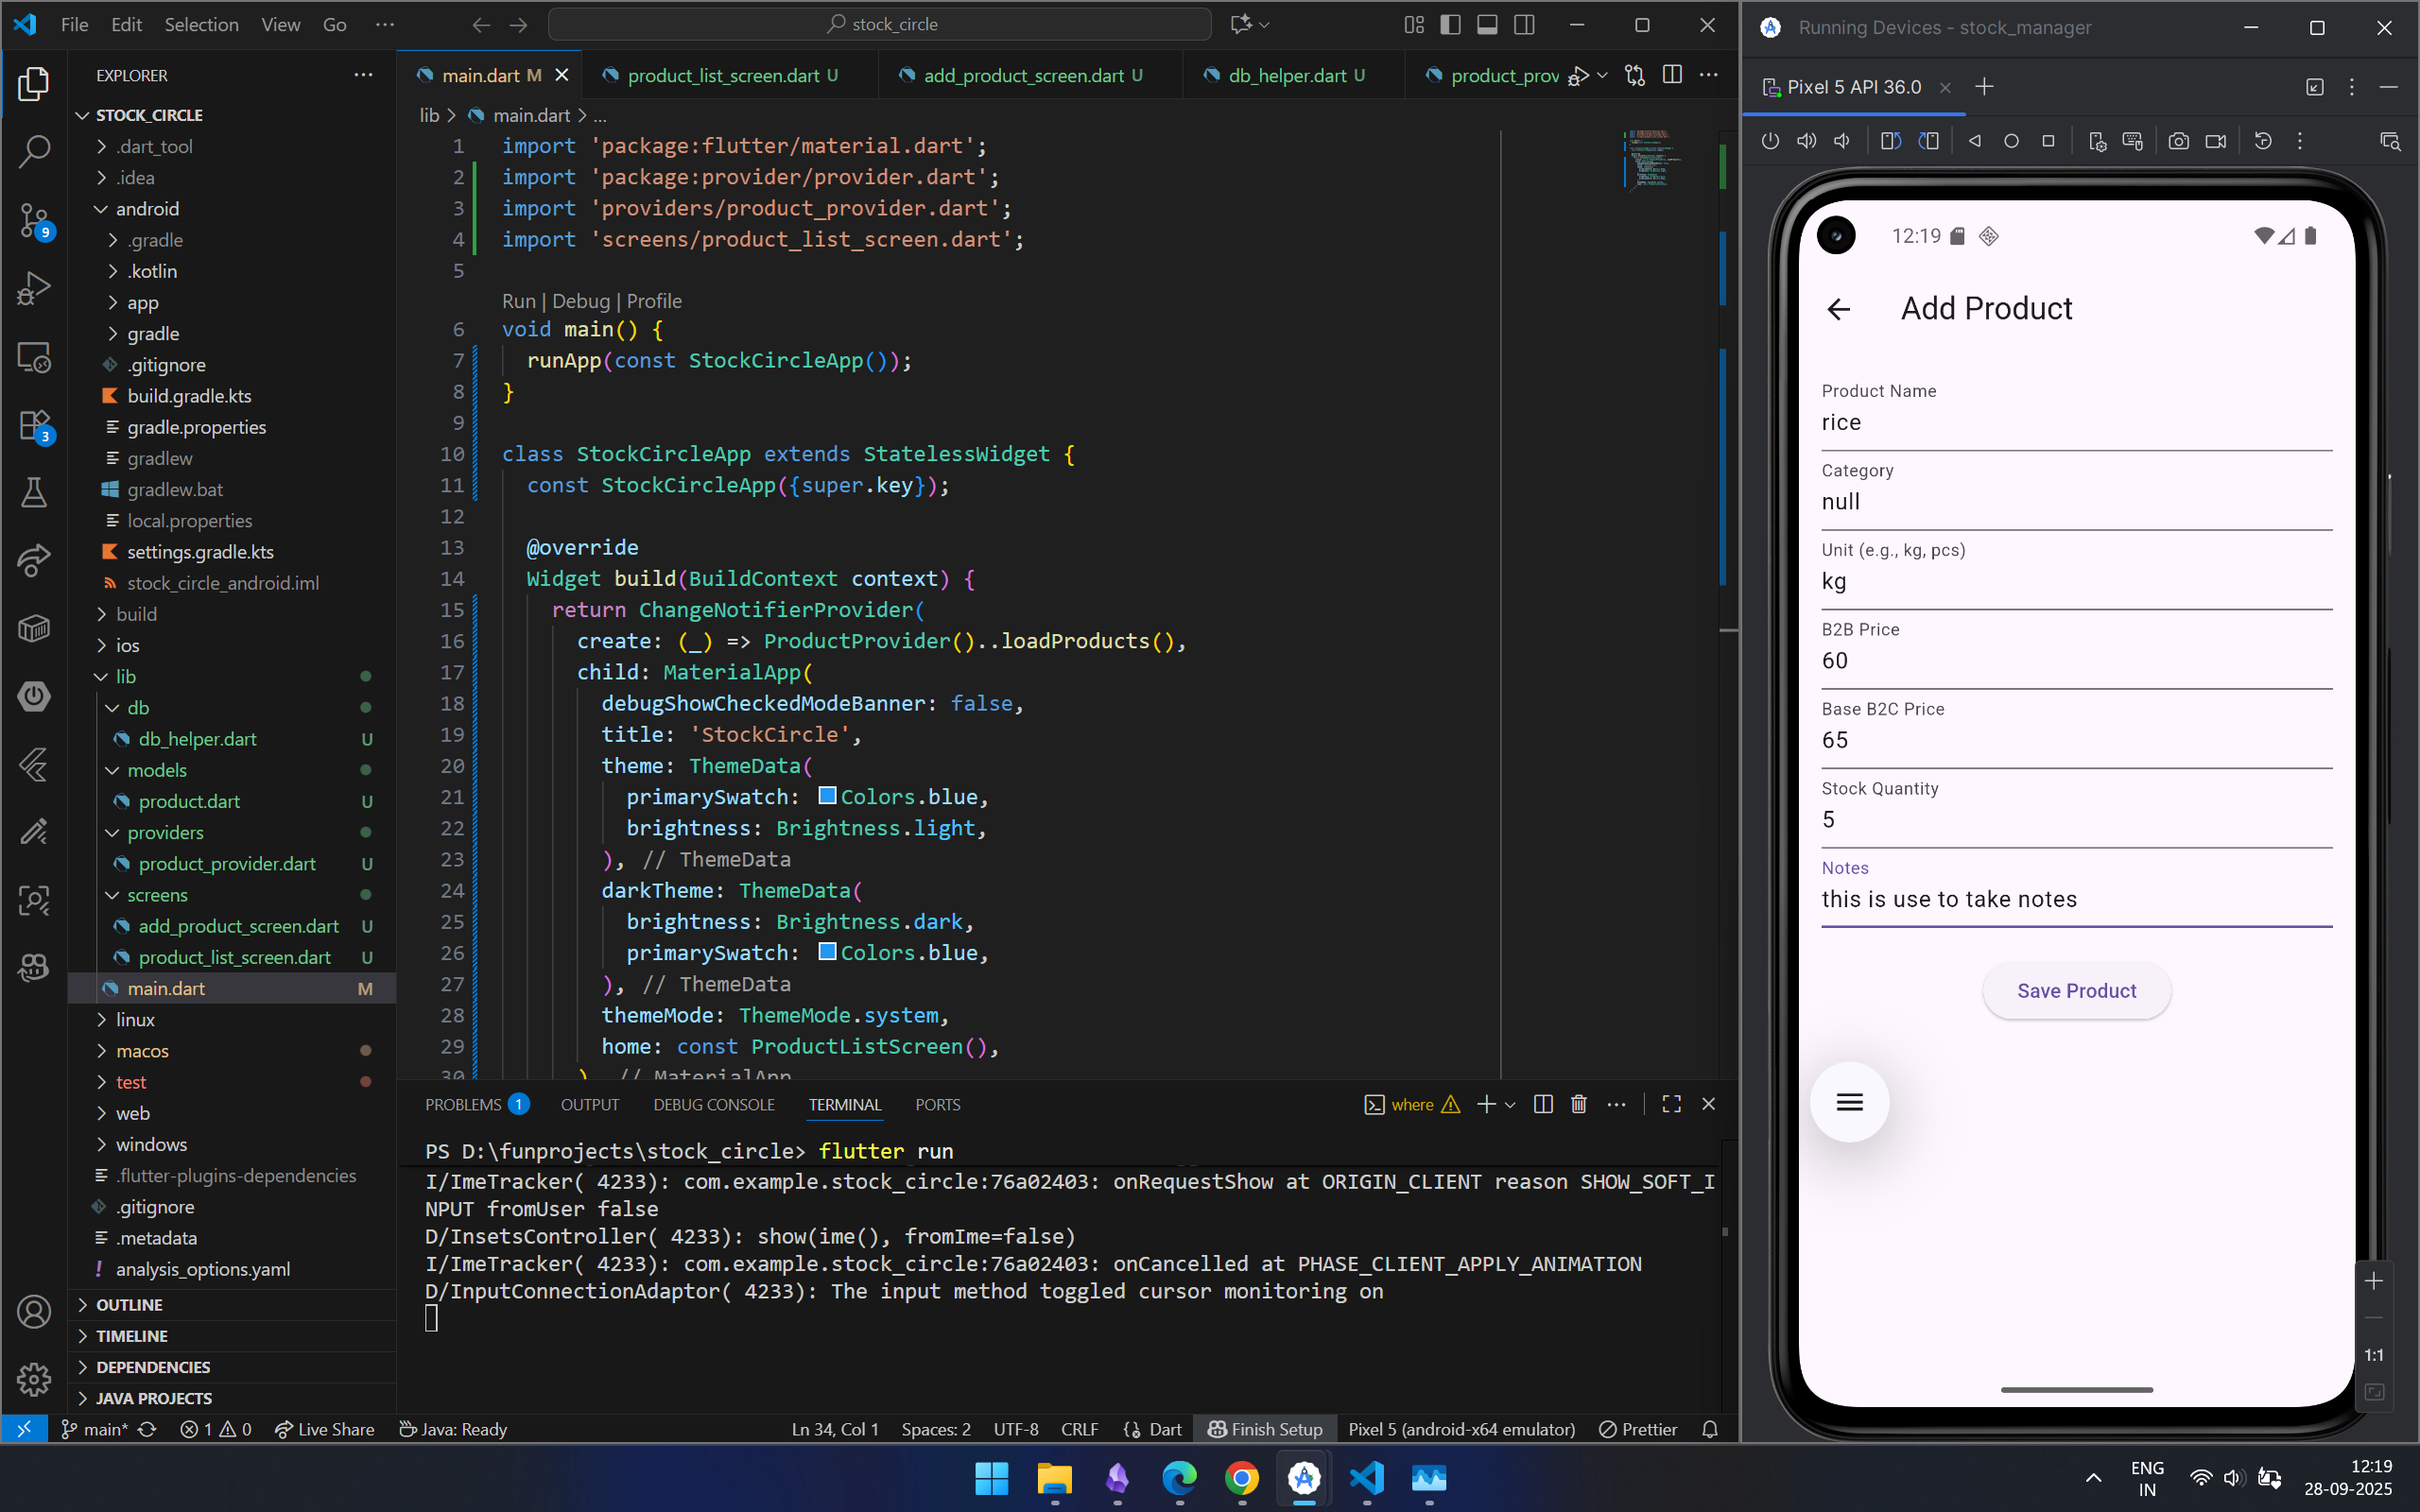 File Edit Selection View Go ...
stock_circle
EXPLORER
STOCK_CIRCLE
.dart_tool
.idea
android
.gradle
.kotlin
app
gradle
.gitignore
build.gradle.kts
gradle.properties
gradlew
gradlew.bat
local.properties
settings.gradle.kts
stock_circle_android.iml
build
ios
lib
db
db_helper.dart U
models
product.dart U
providers
product_provider.dart U
screens
add_product_screen.dart U
product_list_screen.dart U
main.dart M
linux
macos
test
web
windows
.flutter-plugins-dependencies
.gitignore
.metadata
analysis_options.yaml
OUTLINE
TIMELINE
DEPENDENCIES
JAVA PROJECTS
9
3
main.dart M product_list_screen.dart U add_product_screen.dart U db_helper.dart U product_prov
lib > main.dart > ...
1 import 'package:flutter/material.dart';
2 import 'package:provider/provider.dart';
3 import 'providers/product_provider.dart';
4 import 'screens/product_list_screen.dart';
5
Run | Debug | Profile
6 void main() {
7 runApp(const StockCircleApp());
8 }
9
10 class StockCircleApp extends StatelessWidget {
11 const StockCircleApp({super.key});
12
13 @override
14 Widget build(BuildContext context) {
15 return ChangeNotifierProvider(
16 create: (_) => ProductProvider()..loadProducts(),
17 child: MaterialApp(
18 debugShowCheckedModeBanner: false,
19 title: 'StockCircle',
20 theme: ThemeData(
21 primarySwatch: Colors.blue,
22 brightness: Brightness.light,
23 ), // ThemeData
24 darkTheme: ThemeData(
25 brightness: Brightness.dark,
26 primarySwatch: Colors.blue,
27 ), // ThemeData
28 themeMode: ThemeMode.system,
29 home: const ProductListScreen(),
30 ), // MaterialApp
PROBLEMS 1 OUTPUT DEBUG CONSOLE TERMINAL PORTS
where
PS D:\funprojects\stock_circle> flutter run
I/ImeTracker( 4233): com.example.stock_circle:76a02403: onRequestShow at ORIGIN_CLIENT reason SHOW_SOFT_I
NPUT fromUser false
D/InsetsController( 4233): show(ime(), fromIme=false)
I/ImeTracker( 4233): com.example.stock_circle:76a02403: onCancelled at PHASE_CLIENT_APPLY_ANIMATION
D/InputConnectionAdaptor( 4233): The input method toggled cursor monitoring on
main* 1 0 Live Share Java: Ready Ln 34, Col 1 Spaces: 2 UTF-8 CRLF {} Dart Finish Setup Pixel 5 (android-x64 emulator) Prettier
Running Devices - stock_manager
Pixel 5 API 36.0
12:19
Add Product
Product Name
rice
Category
null
Unit (e.g., kg, pcs)
kg
B2B Price
60
Base B2C Price
65
Stock Quantity
5
Notes
this is use to take notes
Save Product
1:1
ENG
IN
12:19
28-09-2025